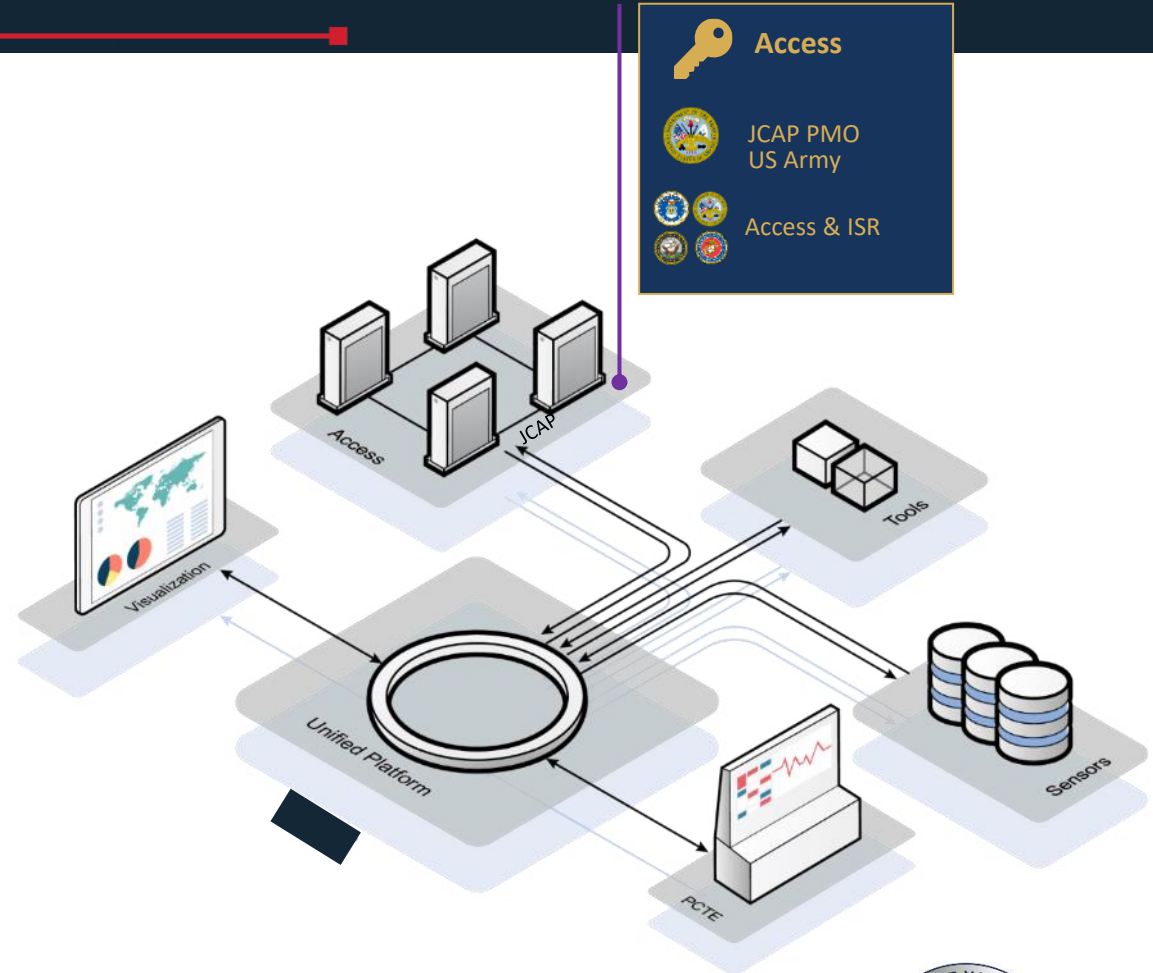 Access
JCAP PMO
US Army
Access & ISR
Access
JCAP
Tools
Visualization
Unified Platform
Sensors
PCTE